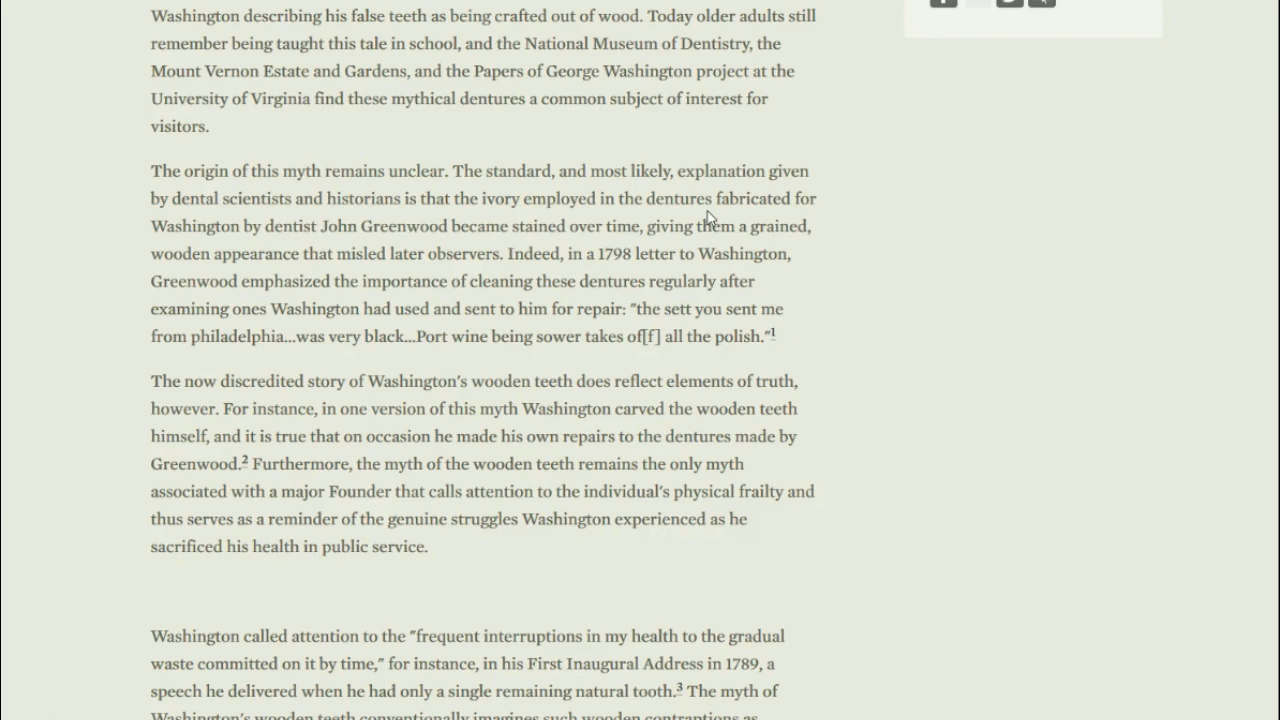 Washington describing his false teeth as being crafted out of wood. Today older adults still
remember being taught this tale in school, and the National Museum of Dentistry, the
Mount Vernon Estate and Gardens, and the Papers of George Washington project at the
University of Virginia find these mythical dentures a common subject of interest for
visitors.
The origin of this myth remains unclear. The standard, and most likely, explanation given
by dental scientists and historians is that the ivory employed in the dentures fabricated for
Washington by dentist John Greenwood became stained over time, giving them a grained,
wooden appearance that misled later observers. Indeed, in a 1798 letter to Washington,
Greenwood emphasized the importance of cleaning these dentures regularly after
examining ones Washington had used and sent to him for repair: "the sett you sent me
from philadelphia...was very black...Port wine being sower takes of[f] all the polish."1
The now discredited story of Washington's wooden teeth does reflect elements of truth,
however. For instance, in one version of this myth Washington carved the wooden teeth
himself, and it is true that on occasion he made his own repairs to the dentures made by
Greenwood.2 Furthermore, the myth of the wooden teeth remains the only myth
associated with a major Founder that calls attention to the individual's physical frailty and
thus serves as a reminder of the genuine struggles Washington experienced as he
sacrificed his health in public service.
Washington called attention to the "frequent interruptions in my health to the gradual
waste committed on it by time," for instance, in his First Inaugural Address in 1789, a
speech he delivered when he had only a single remaining natural tooth.3 The myth of
Washington's wooden teeth conventionally imagines such wooden contraptions as